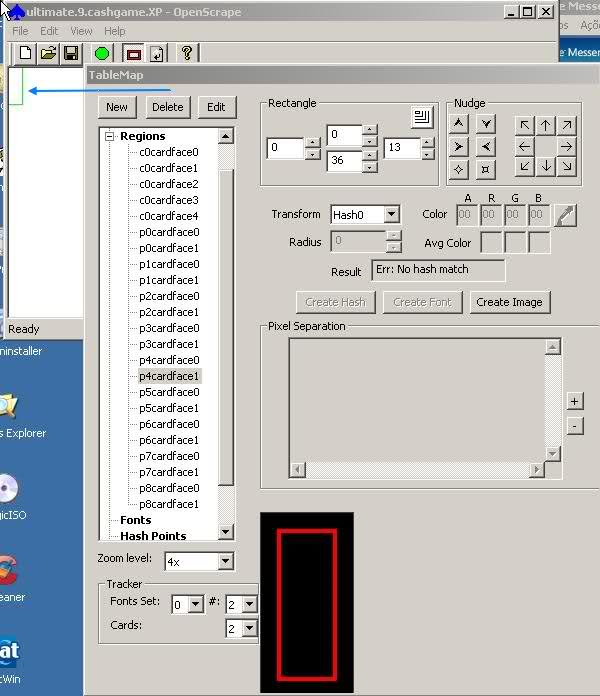 ultimate.9.cashgame.XP - OpenScrape
File Edit View Help
e Messe
os Açõe
Messer
TableMap
New Delete Edit
Regions
c0cardface0
c0cardface1
c0cardface2
c0cardface3
c0cardface4
p0cardface0
p0cardface1
p1cardface0
p1cardface1
p2cardface0
p2cardface1
p3cardface0
p3cardface1
p4cardface0
p4cardface1
p5cardface0
p5cardface1
p6cardface0
p6cardface1
p7cardface0
p7cardface1
p8cardface0
p8cardface1
Fonts
Hash Points
Zoom level: 4x
Tracker
Fonts Set: 0 #: 2
Cards: 2
Rectangle
0
0 13
36
Nudge
A R G B
Transform Hash0 Color 00 00 00 00
Radius 0 Avg Color
Result Err: No hash match
Create Hash Create Font Create Image
Pixel Separation
+
-
Ready
ninstaller
s Explorer
gicISO
eaner
at
cWin